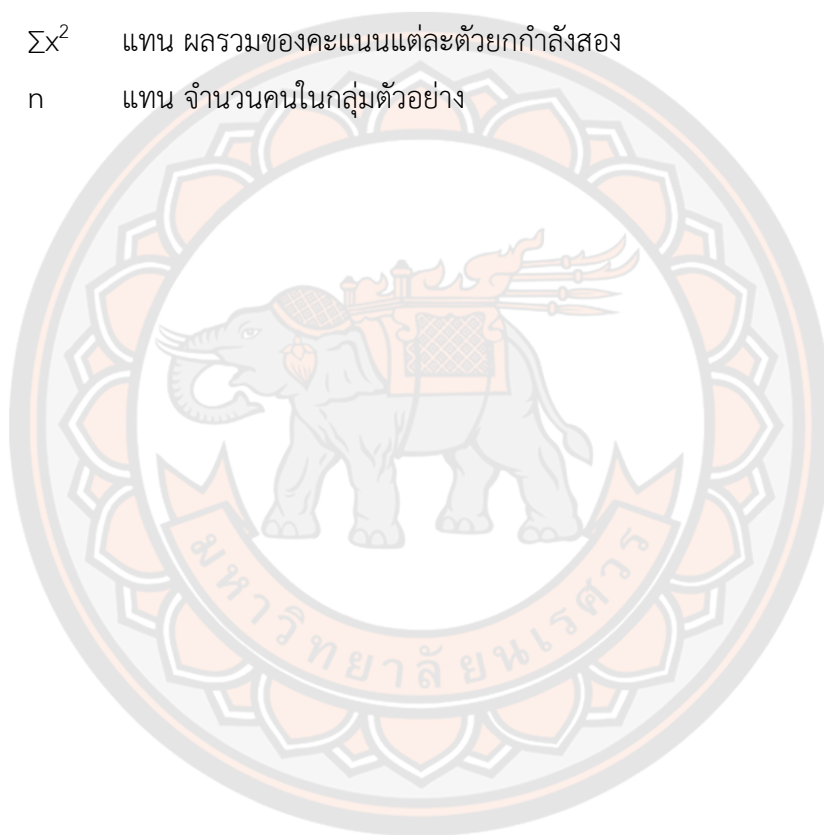 ∑x² แทน ผลรวมของคะแนนแต่ละตัวยกกำลังสอง
n แทน จำนวนคนในกลุ่มตัวอย่าง
มหาวิทยาลัยนเรศวร